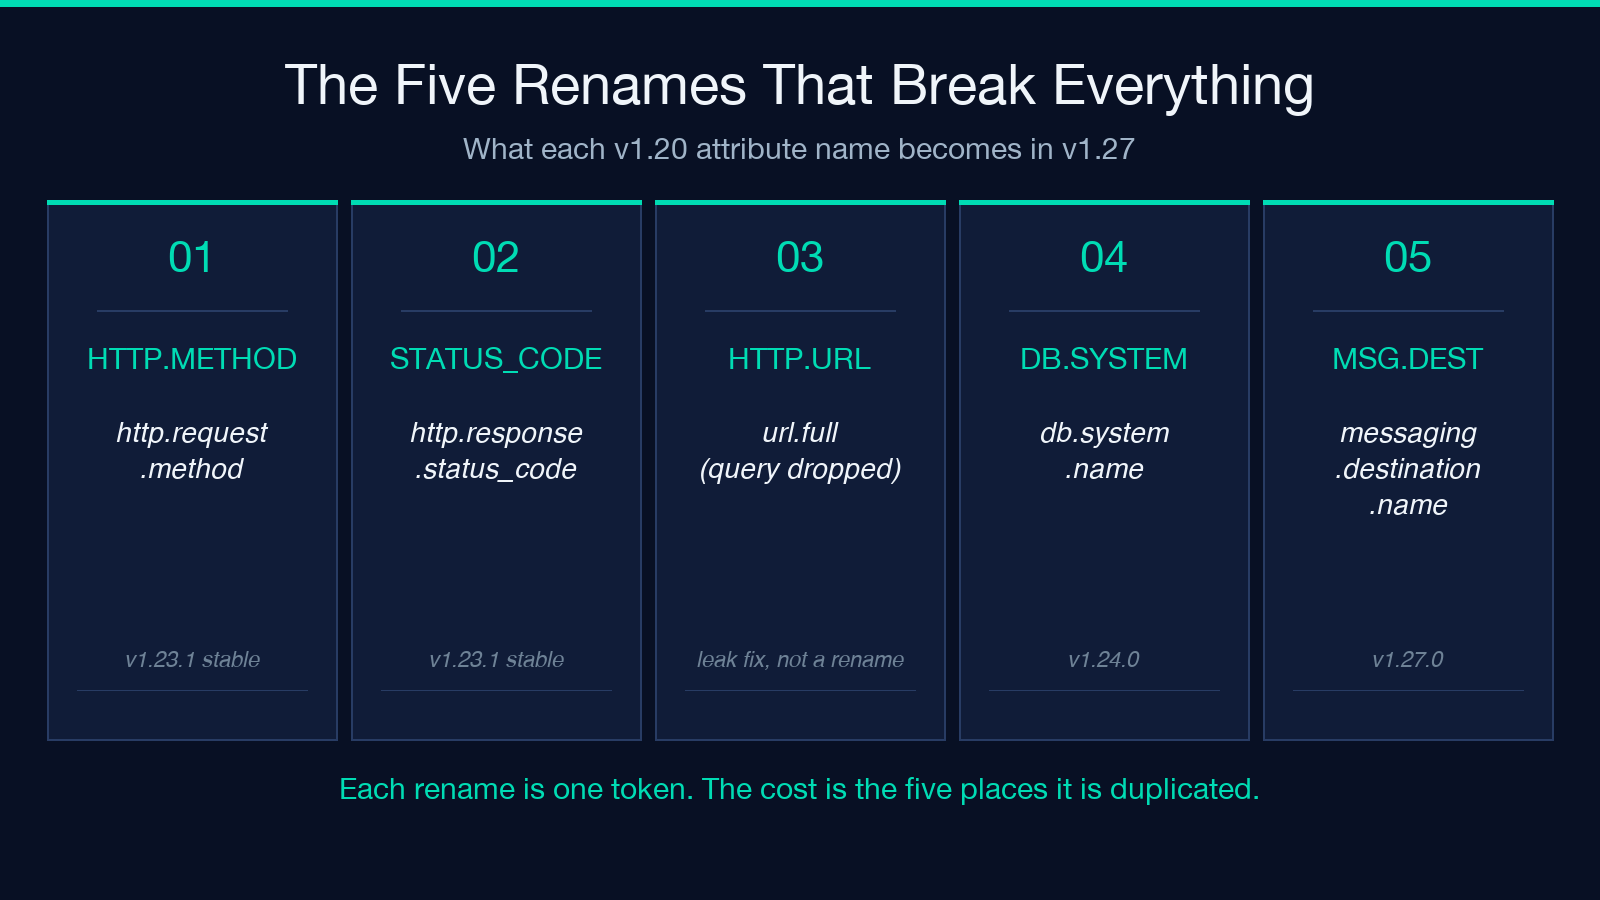 The Five Renames That Break Everything
What each v1.20 attribute name becomes in v1.27
01
HTTP.METHOD
http.request
.method
v1.23.1 stable
02
STATUS_CODE
http.response
.status_code
v1.23.1 stable
03
HTTP.URL
url.full
(query dropped)
leak fix, not a rename
04
DB.SYSTEM
db.system
.name
v1.24.0
05
MSG.DEST
messaging
.destination
.name
v1.27.0
Each rename is one token. The cost is the five places it is duplicated.